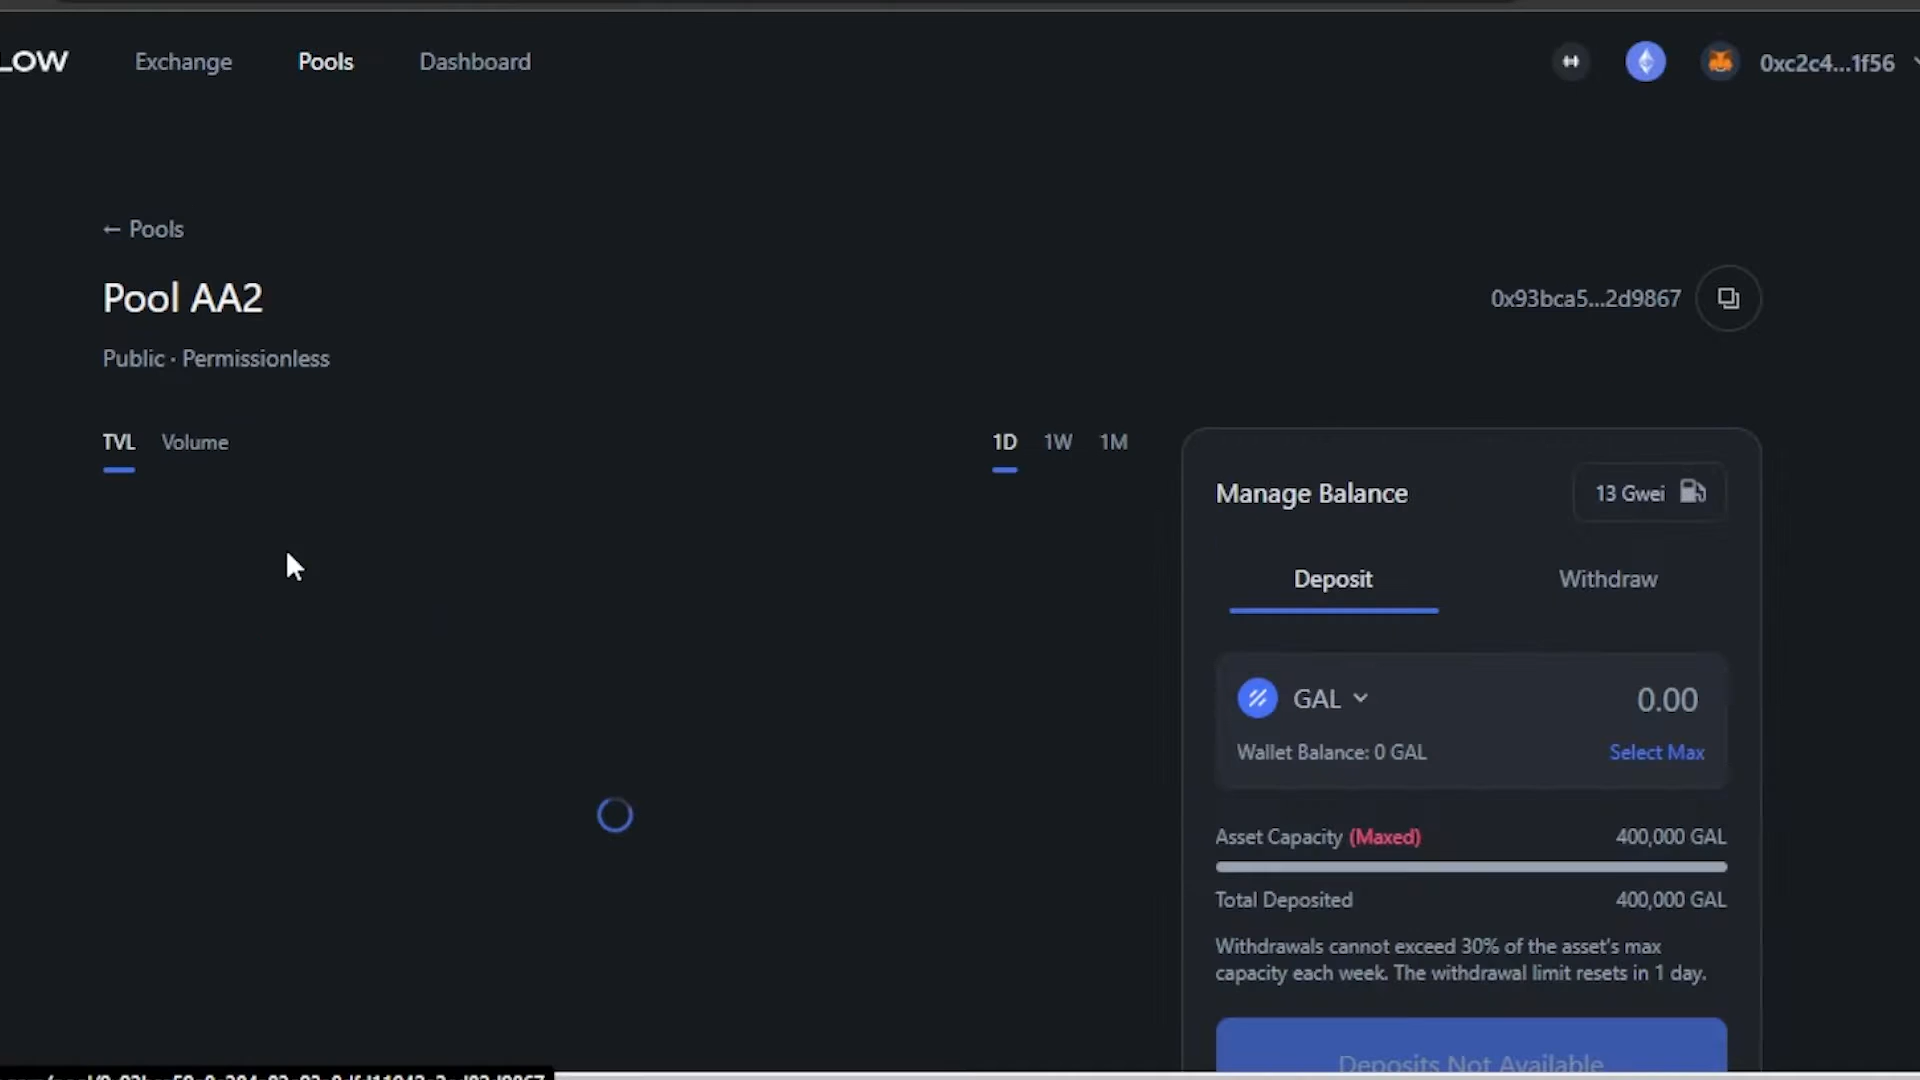 LOW Exchange Pools Dashboard 0xc2c4...1f56
← Pools
Pool AA2 0x93bca5...2d9867
Public · Permissionless
TVL Volume 1D 1W 1M
Manage Balance 13 Gwei
Deposit Withdraw
GAL 0.00
Wallet Balance: 0 GAL Select Max
Asset Capacity (Maxed) 400,000 GAL
Total Deposited 400,000 GAL
Withdrawals cannot exceed 30% of the asset's max
capacity each week. The withdrawal limit resets in 1 day.
Deposits Not Available